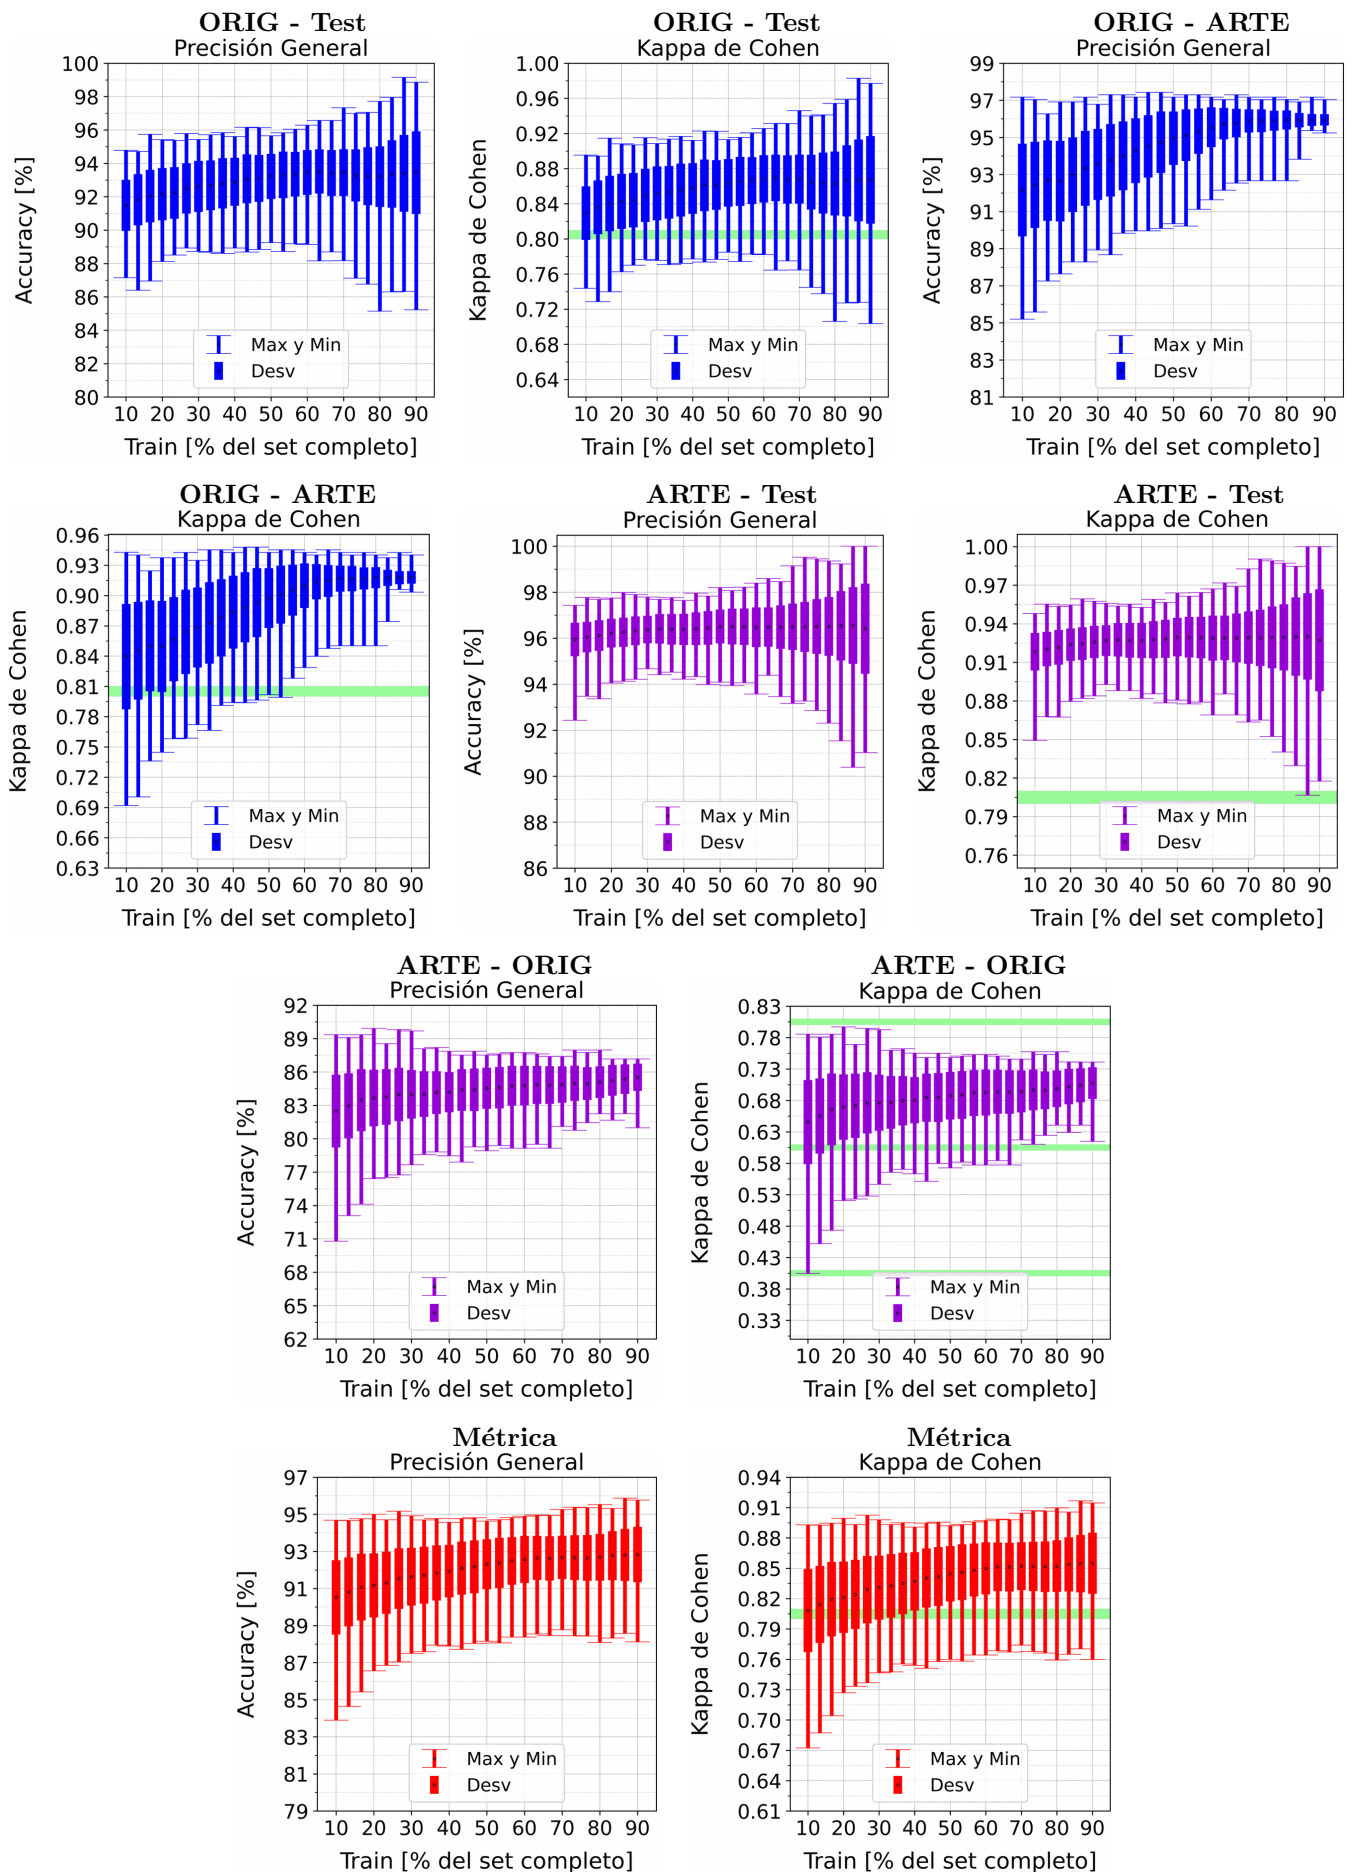 ORIG - Test
Precisión General
Accuracy [%]
100
98
96
94
92
90
88
86
84
82
80
Max y Min
Desv
10 20 30 40 50 60 70 80 90
Train [% del set completo]
ORIG - Test
Kappa de Cohen
Kappa de Cohen
1.00
0.96
0.92
0.88
0.84
0.80
0.76
0.72
0.68
0.64
Max y Min
Desv
10 20 30 40 50 60 70 80 90
Train [% del set completo]
ORIG - ARTE
Precisión General
Accuracy [%]
99
97
95
93
91
89
87
85
83
81
Max y Min
Desv
10 20 30 40 50 60 70 80 90
Train [% del set completo]
ORIG - ARTE
Kappa de Cohen
Kappa de Cohen
0.96
0.93
0.90
0.87
0.84
0.81
0.78
0.75
0.72
0.69
0.66
0.63
Max y Min
Desv
10 20 30 40 50 60 70 80 90
Train [% del set completo]
ARTE - Test
Precisión General
Accuracy [%]
100
98
96
94
92
90
88
86
Max y Min
Desv
10 20 30 40 50 60 70 80 90
Train [% del set completo]
ARTE - Test
Kappa de Cohen
Kappa de Cohen
1.00
0.97
0.94
0.91
0.88
0.85
0.82
0.79
0.76
Max y Min
Desv
10 20 30 40 50 60 70 80 90
Train [% del set completo]
ARTE - ORIG
Precisión General
Accuracy [%]
92
89
86
83
80
77
74
71
68
65
62
Max y Min
Desv
10 20 30 40 50 60 70 80 90
Train [% del set completo]
ARTE - ORIG
Kappa de Cohen
Kappa de Cohen
0.83
0.78
0.73
0.68
0.63
0.58
0.53
0.48
0.43
0.38
0.33
Max y Min
Desv
10 20 30 40 50 60 70 80 90
Train [% del set completo]
Métrica
Precisión General
Accuracy [%]
97
95
93
91
89
87
85
83
81
79
Max y Min
Desv
10 20 30 40 50 60 70 80 90
Train [% del set completo]
Métrica
Kappa de Cohen
Kappa de Cohen
0.94
0.91
0.88
0.85
0.82
0.79
0.76
0.73
0.70
0.67
0.64
0.61
Max y Min
Desv
10 20 30 40 50 60 70 80 90
Train [% del set completo]